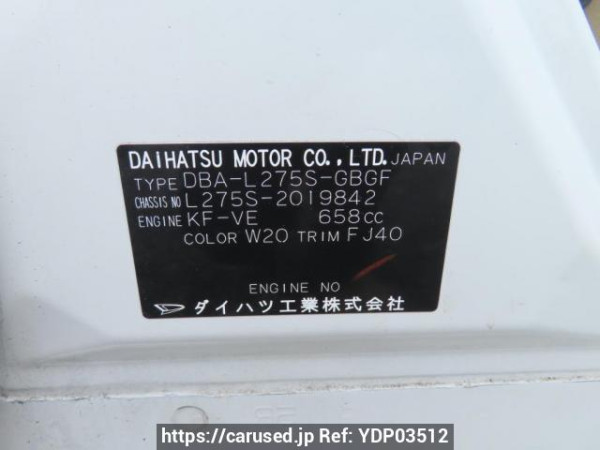 DAIHATSU MOTOR CO.,LTD. JAPAN
TYPE DBA-L275S-GBGF
CHASSIS NO L275S-2019842
ENGINE KF-VE 658cc
COLOR W20 TRIM FJ40
ENGINE NO
ダイハツ工業株式会社
https://carused.jp Ref: YDP03512